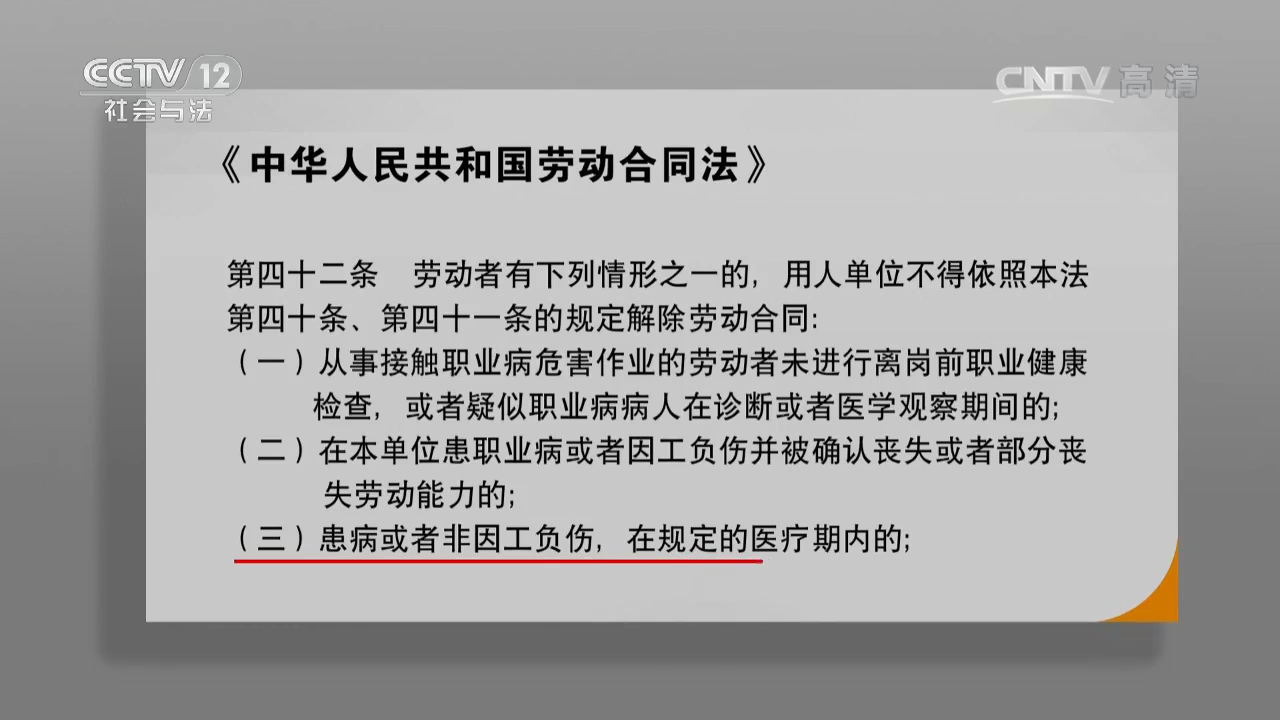 CCTV 12
社会与法
CNTV 高清
《中华人民共和国劳动合同法》
第四十二条 劳动者有下列情形之一的，用人单位不得依照本法
第四十条、第四十一条的规定解除劳动合同:
（一）从事接触职业病危害作业的劳动者未进行离岗前职业健康
检查，或者疑似职业病病人在诊断或者医学观察期间的;
（二）在本单位患职业病或者因工负伤并被确认丧失或者部分丧
失劳动能力的;
（三）患病或者非因工负伤，在规定的医疗期内的;